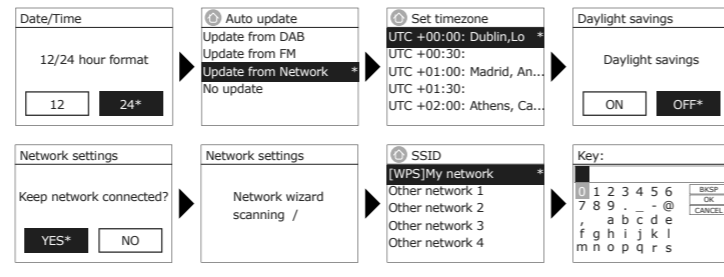 Date/Time
12/24 hour format
12
24*
Auto update
Update from DAB
Update from FM
Update from Network *
No update
Set timezone
UTC +00:00: Dublin,Lo *
UTC +00:30:
UTC +01:00: Madrid, An...
UTC +01:30:
UTC +02:00: Athens, Ca...
Daylight savings
Daylight savings
ON
OFF*
Network settings
Keep network connected?
YES*
NO
Network settings
Network wizard
scanning /
SSID
[WPS]My network *
Other network 1
Other network 2
Other network 3
Other network 4
Key:
0 1 2 3 4 5 6
7 8 9 . _ - @
, a b c d e
f g h i j k l
m n o p q r s
BKSP
OK
CANCEL